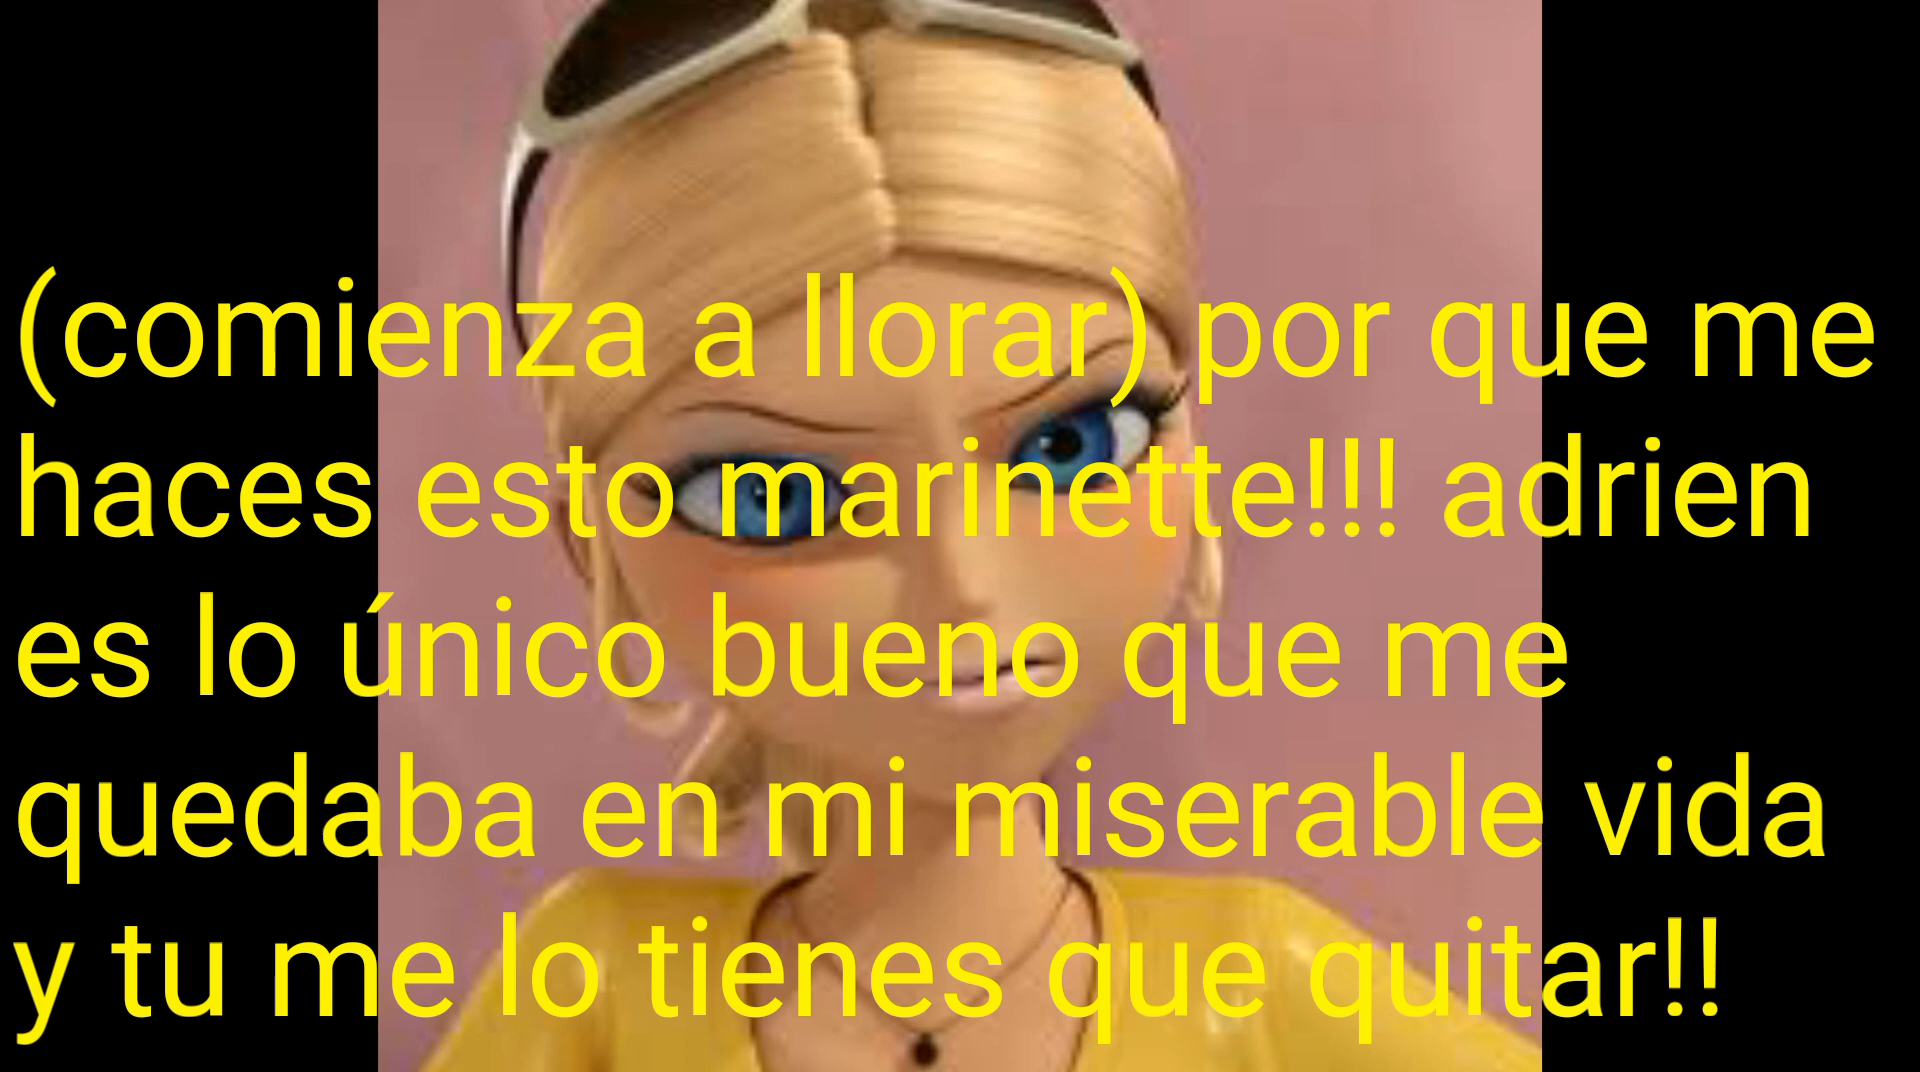 (comienza a llorar) por que me
haces esto marinette!!! adrien
es lo único bueno que me
quedaba en mi miserable vida
y tu me lo tienes que quitar!!